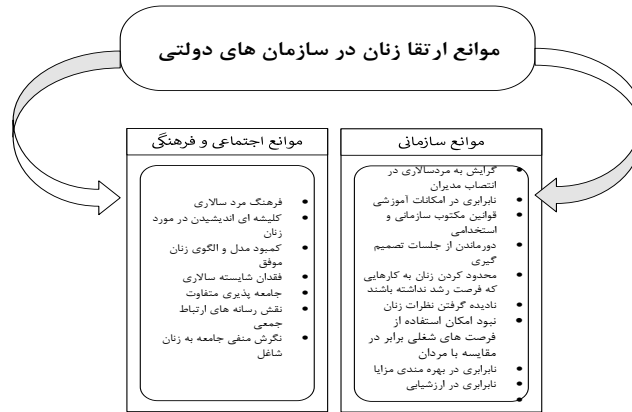 موانع ارتقا زنان در سازمان های دولتی
موانع سازمانی
گرایش به مردسالاری در
انتصاب مدیران
نابرابری در امکانات آموزشی
قوانین مکتوب سازمانی و
استخدامی
دورماندن از جلسات تصمیم
گیری
محدود کردن زنان به کارهایی
که فرصت رشد نداشته باشند
نادیده گرفتن نظرات زنان
نبود امکان استفاده از
فرصت های شغلی برابر در
مقایسه با مردان
نابرابری در بهره مندی مزایا
نابرابری در ارزشیابی
موانع اجتماعی و فرهنگی
فرهنگ مرد سالاری
کلیشه ای اندیشیدن در مورد
زنان
کمبود مدل و الگوی زنان
موفق
فقدان شایسته سالاری
جامعه پذیری متفاوت
نقش رسانه های ارتباط
جمعی
نگرش منفی جامعه به زنان
شاغل